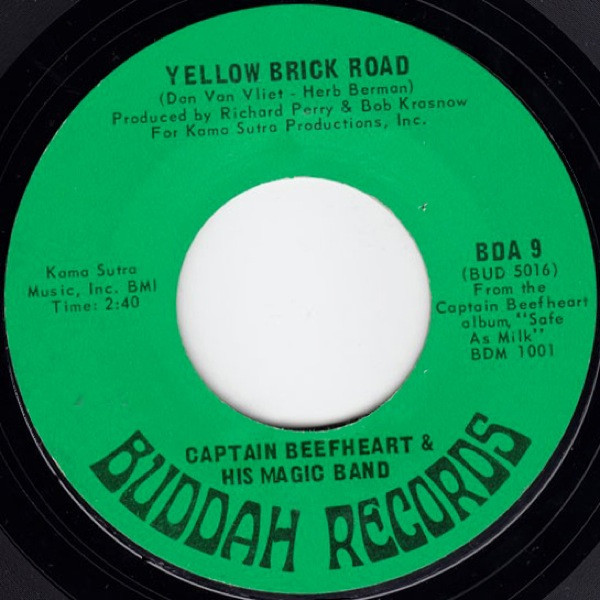 YELLOW BRICK ROAD
(Don Van Vliet - Herb Berman)
Produced by Richard Perry & Bob Krasnow
For Kama Sutra Productions, Inc.
Kama Sutra
Music, Inc. BMI
Time: 2:40
BDA 9
(BUD 5016)
From the
Captain Beefheart
album, "Safe
As Milk"
BDM 1001
CAPTAIN BEEFHEART &
HIS MAGIC BAND
BUDDAH RECORDS